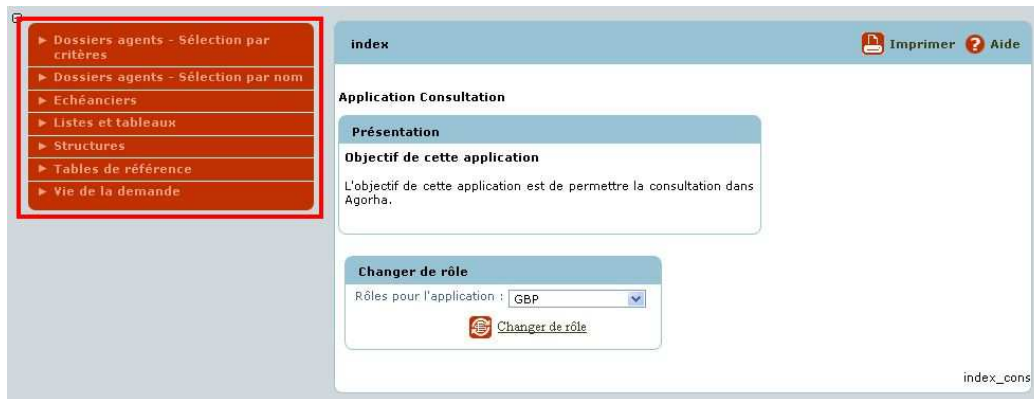 Dossiers agents - Sélection par
critères
Dossiers agents - Sélection par nom
Echéanciers
Listes et tableaux
Structures
Tables de référence
Vie de la demande
index
Imprimer
Aide
Application Consultation
Présentation
Objectif de cette application
L'objectif de cette application est de permettre la consultation dans
Agorha.
Changer de rôle
Rôles pour l'application : GBP
Changer de rôle
index_cons